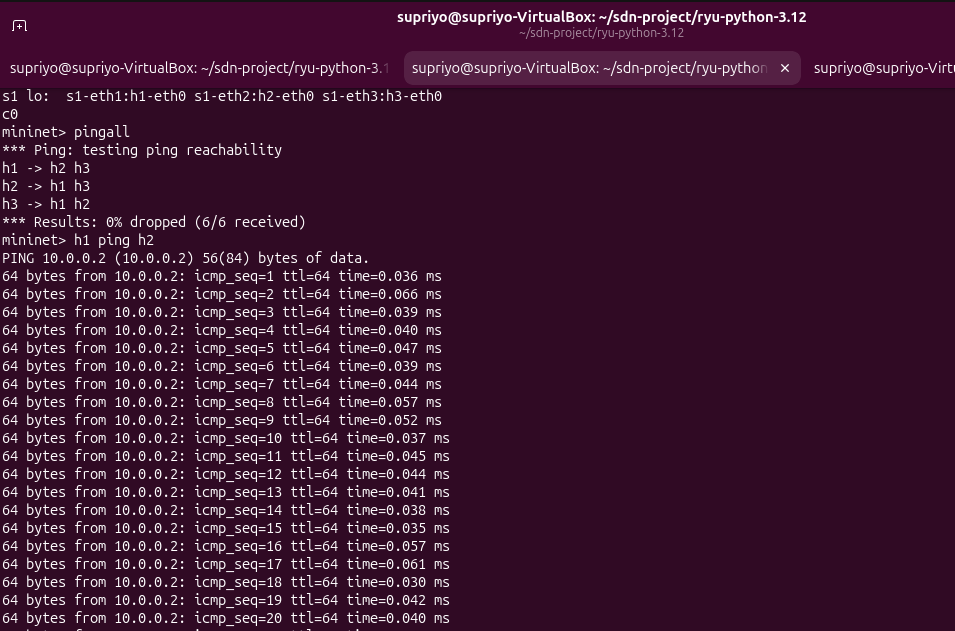 supriyo@supriyo-VirtualBox: ~/sdn-project/ryu-python-3.12
~/sdn-project/ryu-python-3.12
supriyo@supriyo-VirtualBox: ~/sdn-project/ryu-python-3.1 supriyo@supriyo-VirtualBox: ~/sdn-project/ryu-python × supriyo@supriyo-Virt
s1 lo:  s1-eth1:h1-eth0 s1-eth2:h2-eth0 s1-eth3:h3-eth0
c0
mininet> pingall
*** Ping: testing ping reachability
h1 -> h2 h3
h2 -> h1 h3
h3 -> h1 h2
*** Results: 0% dropped (6/6 received)
mininet> h1 ping h2
PING 10.0.0.2 (10.0.0.2) 56(84) bytes of data.
64 bytes from 10.0.0.2: icmp_seq=1 ttl=64 time=0.036 ms
64 bytes from 10.0.0.2: icmp_seq=2 ttl=64 time=0.066 ms
64 bytes from 10.0.0.2: icmp_seq=3 ttl=64 time=0.039 ms
64 bytes from 10.0.0.2: icmp_seq=4 ttl=64 time=0.040 ms
64 bytes from 10.0.0.2: icmp_seq=5 ttl=64 time=0.047 ms
64 bytes from 10.0.0.2: icmp_seq=6 ttl=64 time=0.039 ms
64 bytes from 10.0.0.2: icmp_seq=7 ttl=64 time=0.044 ms
64 bytes from 10.0.0.2: icmp_seq=8 ttl=64 time=0.057 ms
64 bytes from 10.0.0.2: icmp_seq=9 ttl=64 time=0.052 ms
64 bytes from 10.0.0.2: icmp_seq=10 ttl=64 time=0.037 ms
64 bytes from 10.0.0.2: icmp_seq=11 ttl=64 time=0.045 ms
64 bytes from 10.0.0.2: icmp_seq=12 ttl=64 time=0.044 ms
64 bytes from 10.0.0.2: icmp_seq=13 ttl=64 time=0.041 ms
64 bytes from 10.0.0.2: icmp_seq=14 ttl=64 time=0.038 ms
64 bytes from 10.0.0.2: icmp_seq=15 ttl=64 time=0.035 ms
64 bytes from 10.0.0.2: icmp_seq=16 ttl=64 time=0.057 ms
64 bytes from 10.0.0.2: icmp_seq=17 ttl=64 time=0.061 ms
64 bytes from 10.0.0.2: icmp_seq=18 ttl=64 time=0.030 ms
64 bytes from 10.0.0.2: icmp_seq=19 ttl=64 time=0.042 ms
64 bytes from 10.0.0.2: icmp_seq=20 ttl=64 time=0.040 ms